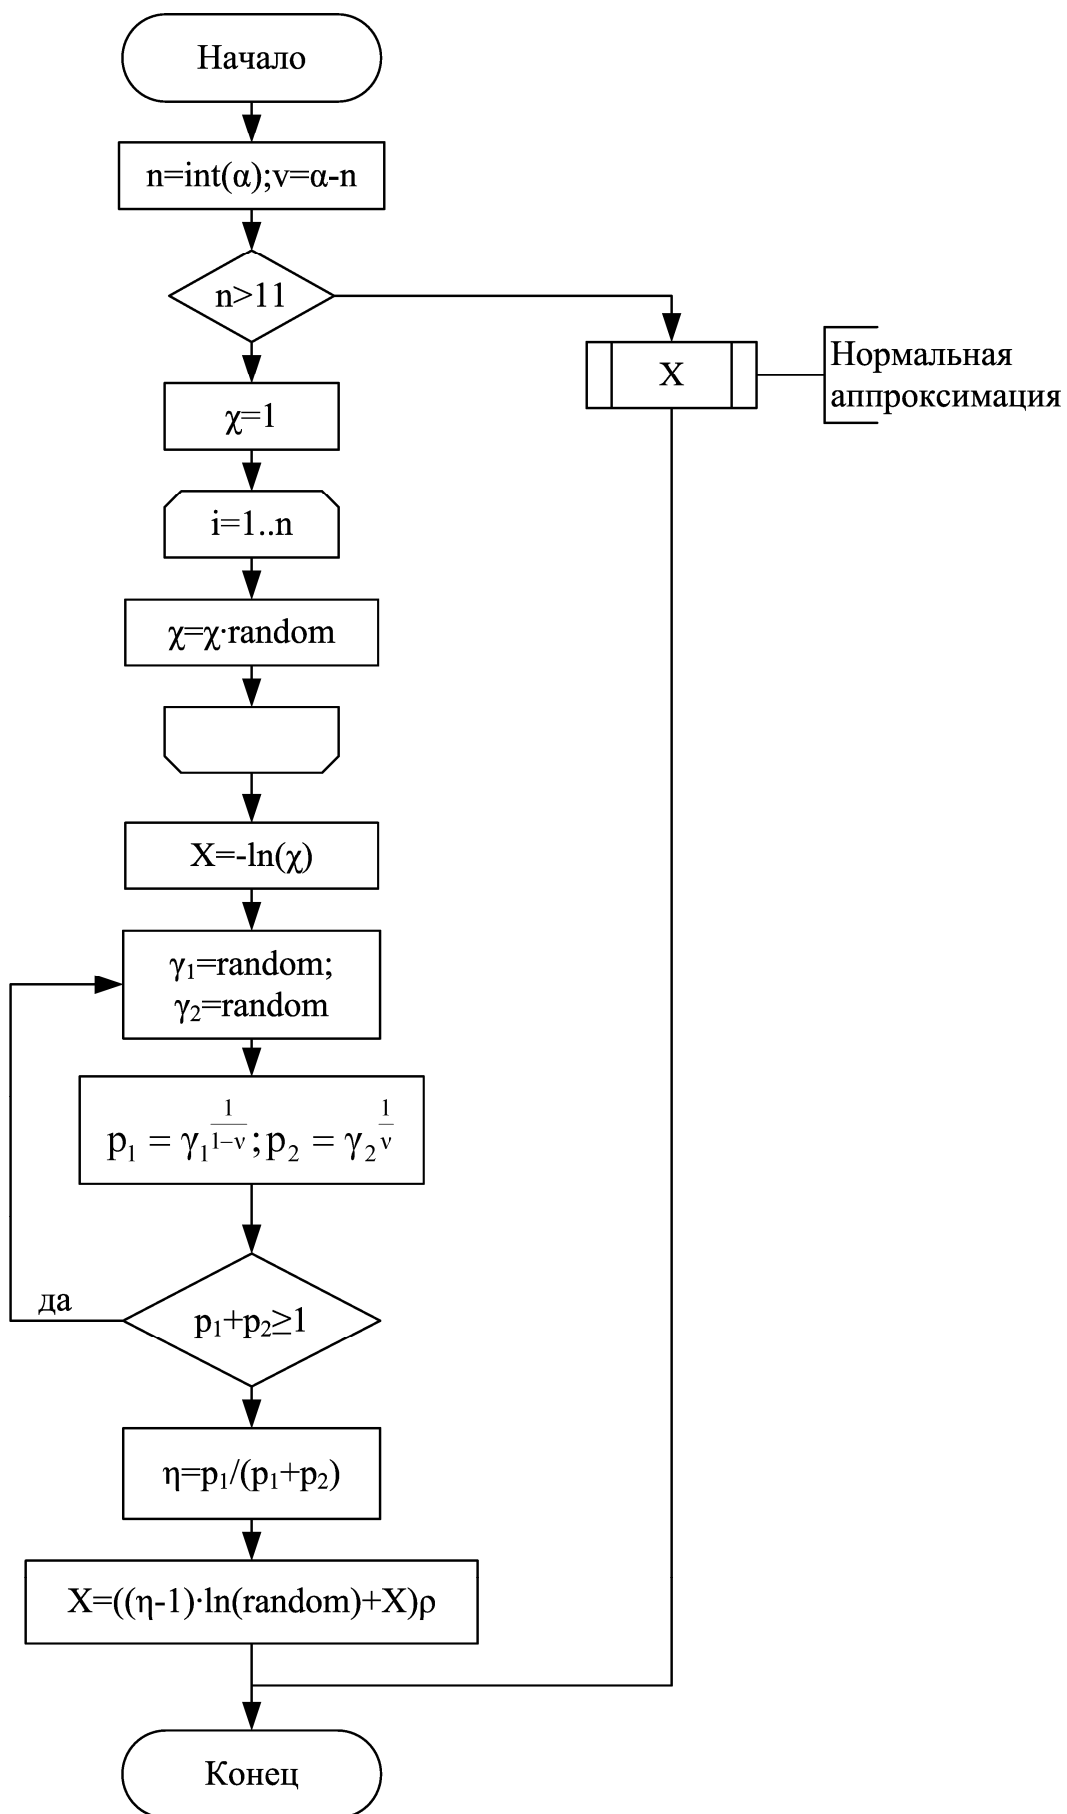 Начало
n=int(α);v=α-n
n>11
X
Нормальная
аппроксимация
χ=1
i=1..n
χ=χ·random
X=-ln(χ)
γ₁=random;
γ₂=random
p₁ = γ₁^(1/(1−ν)); p₂ = γ₂^(1/ν)
да
p₁+p₂≥1
η=p₁/(p₁+p₂)
X=((η-1)·ln(random)+X)ρ
Конец